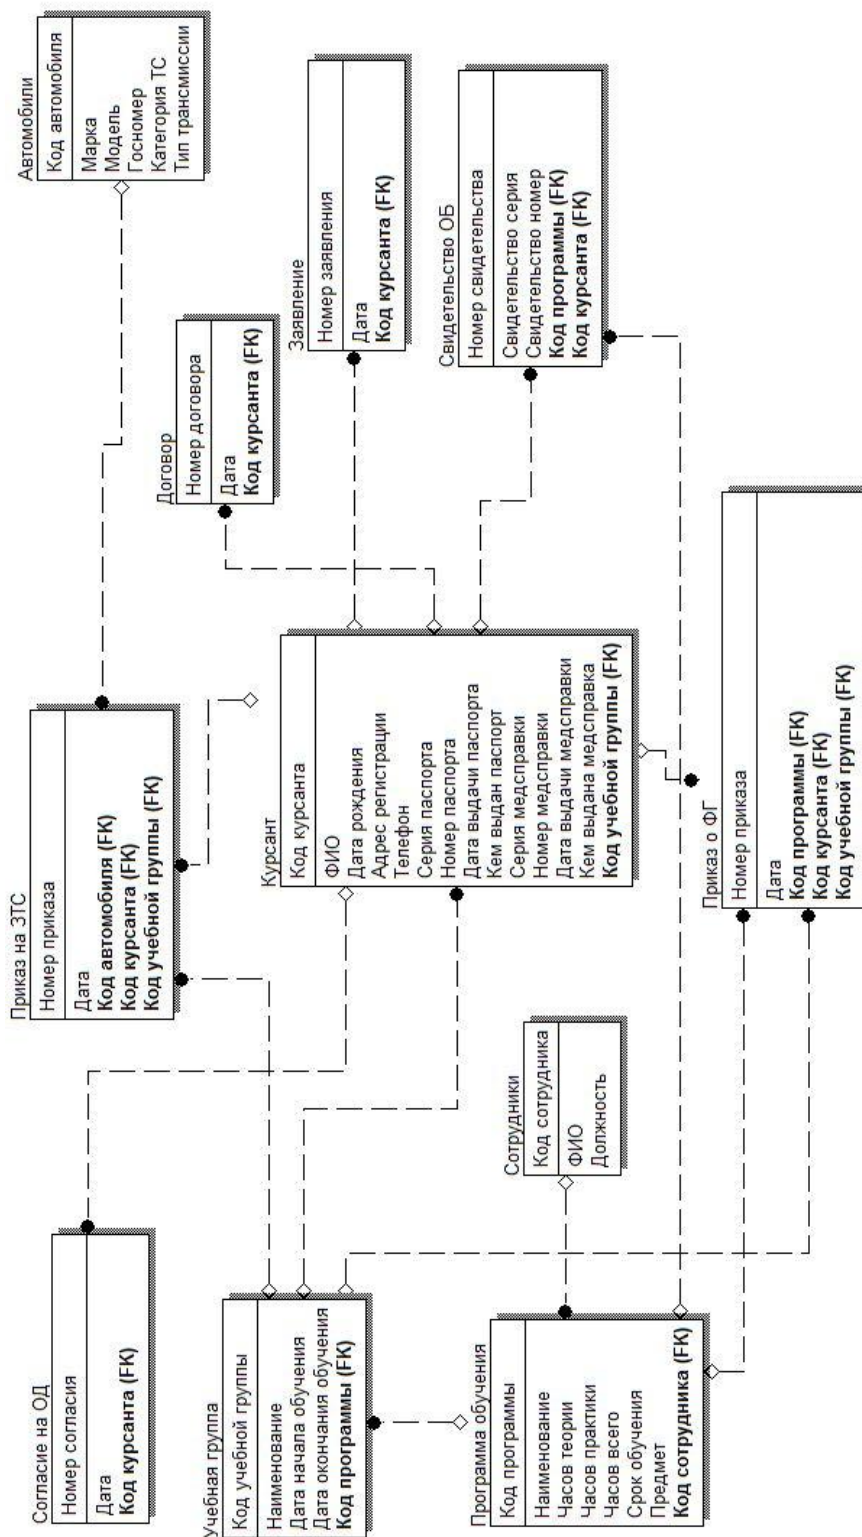 Согласие на ОД
Номер согласия
Дата
Код курсанта (FK)
Приказ на ЗТС
Номер приказа
Дата
Код автомобиля (FK)
Код курсанта (FK)
Код учебной группы (FK)
Автомобили
Код автомобиля
Марка
Модель
Госномер
Категория ТС
Тип трансмиссии
Договор
Номер договора
Дата
Код курсанта (FK)
Заявление
Номер заявления
Дата
Код курсанта (FK)
Учебная группа
Код учебной группы
Наименование
Дата начала обучения
Дата окончания обучения
Код программы (FK)
Курсант
Код курсанта
ФИО
Дата рождения
Адрес регистрации
Телефон
Серия паспорта
Номер паспорта
Дата выдачи паспорта
Кем выдан паспорт
Серия медсправки
Номер медсправки
Дата выдачи медсправки
Кем выдана медсправка
Код учебной группы (FK)
Свидетельство ОБ
Номер свидетельства
Свидетельство серия
Свидетельство номер
Код программы (FK)
Код курсанта (FK)
Программа обучения
Код программы
Наименование
Часов теории
Часов практики
Часов всего
Срок обучения
Предмет
Код сотрудника (FK)
Сотрудники
Код сотрудника
ФИО
Должность
Приказ о ФГ
Номер приказа
Дата
Код программы (FK)
Код курсанта (FK)
Код учебной группы (FK)